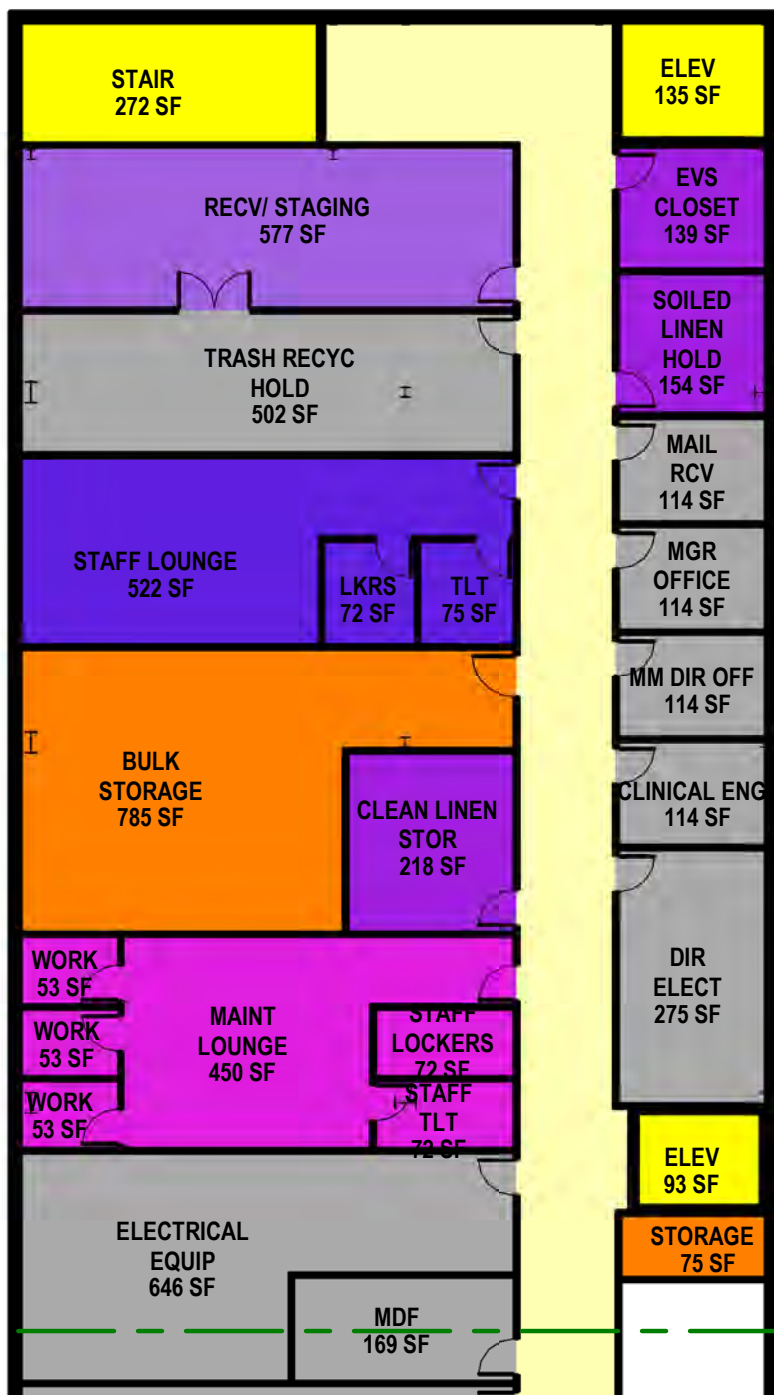 STAIR
272 SF
ELEV
135 SF
RECV/ STAGING
577 SF
EVS
CLOSET
139 SF
SOILED
LINEN
HOLD
154 SF
TRASH RECYC
HOLD
502 SF
MAIL
RCV
114 SF
STAFF LOUNGE
522 SF
LKRS
72 SF
TLT
75 SF
MGR
OFFICE
114 SF
MM DIR OFF
114 SF
BULK
STORAGE
785 SF
CLEAN LINEN
STOR
218 SF
CLINICAL ENG
114 SF
DIR
ELECT
275 SF
WORK
53 SF
WORK
53 SF
WORK
53 SF
MAINT
LOUNGE
450 SF
STAFF
LOCKERS
72 SF
STAFF
TLT
72 SF
ELEV
93 SF
STORAGE
75 SF
ELECTRICAL
EQUIP
646 SF
MDF
169 SF